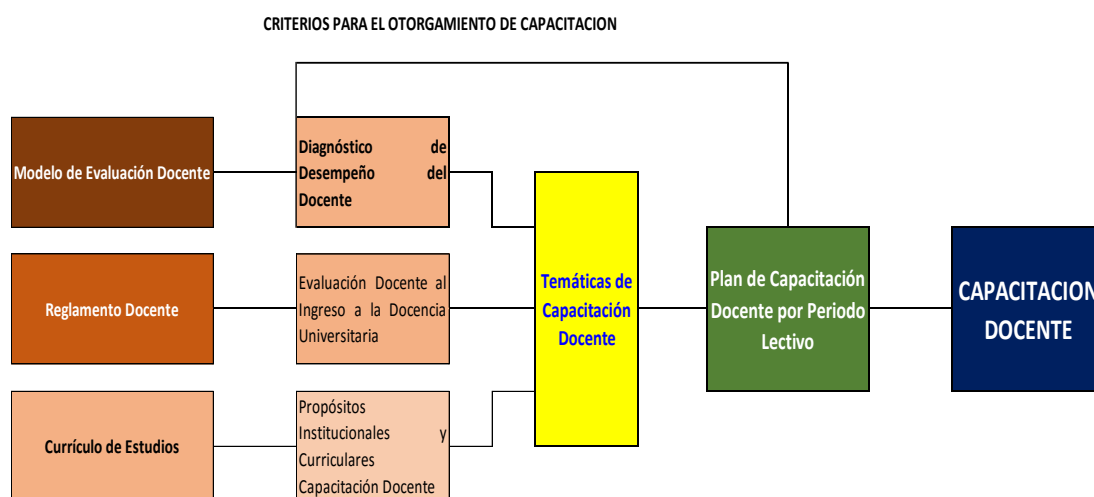 CRITERIOS PARA EL OTORGAMIENTO DE CAPACITACION
Modelo de Evaluación Docente
Diagnóstico de
Desempeño del
Docente
Reglamento Docente
Evaluación Docente al
Ingreso a la Docencia
Universitaria
Currículo de Estudios
Propósitos
Institucionales y
Curriculares
Capacitación Docente
Temáticas de
Capacitación
Docente
Plan de Capacitación
Docente por Periodo
Lectivo
CAPACITACION
DOCENTE